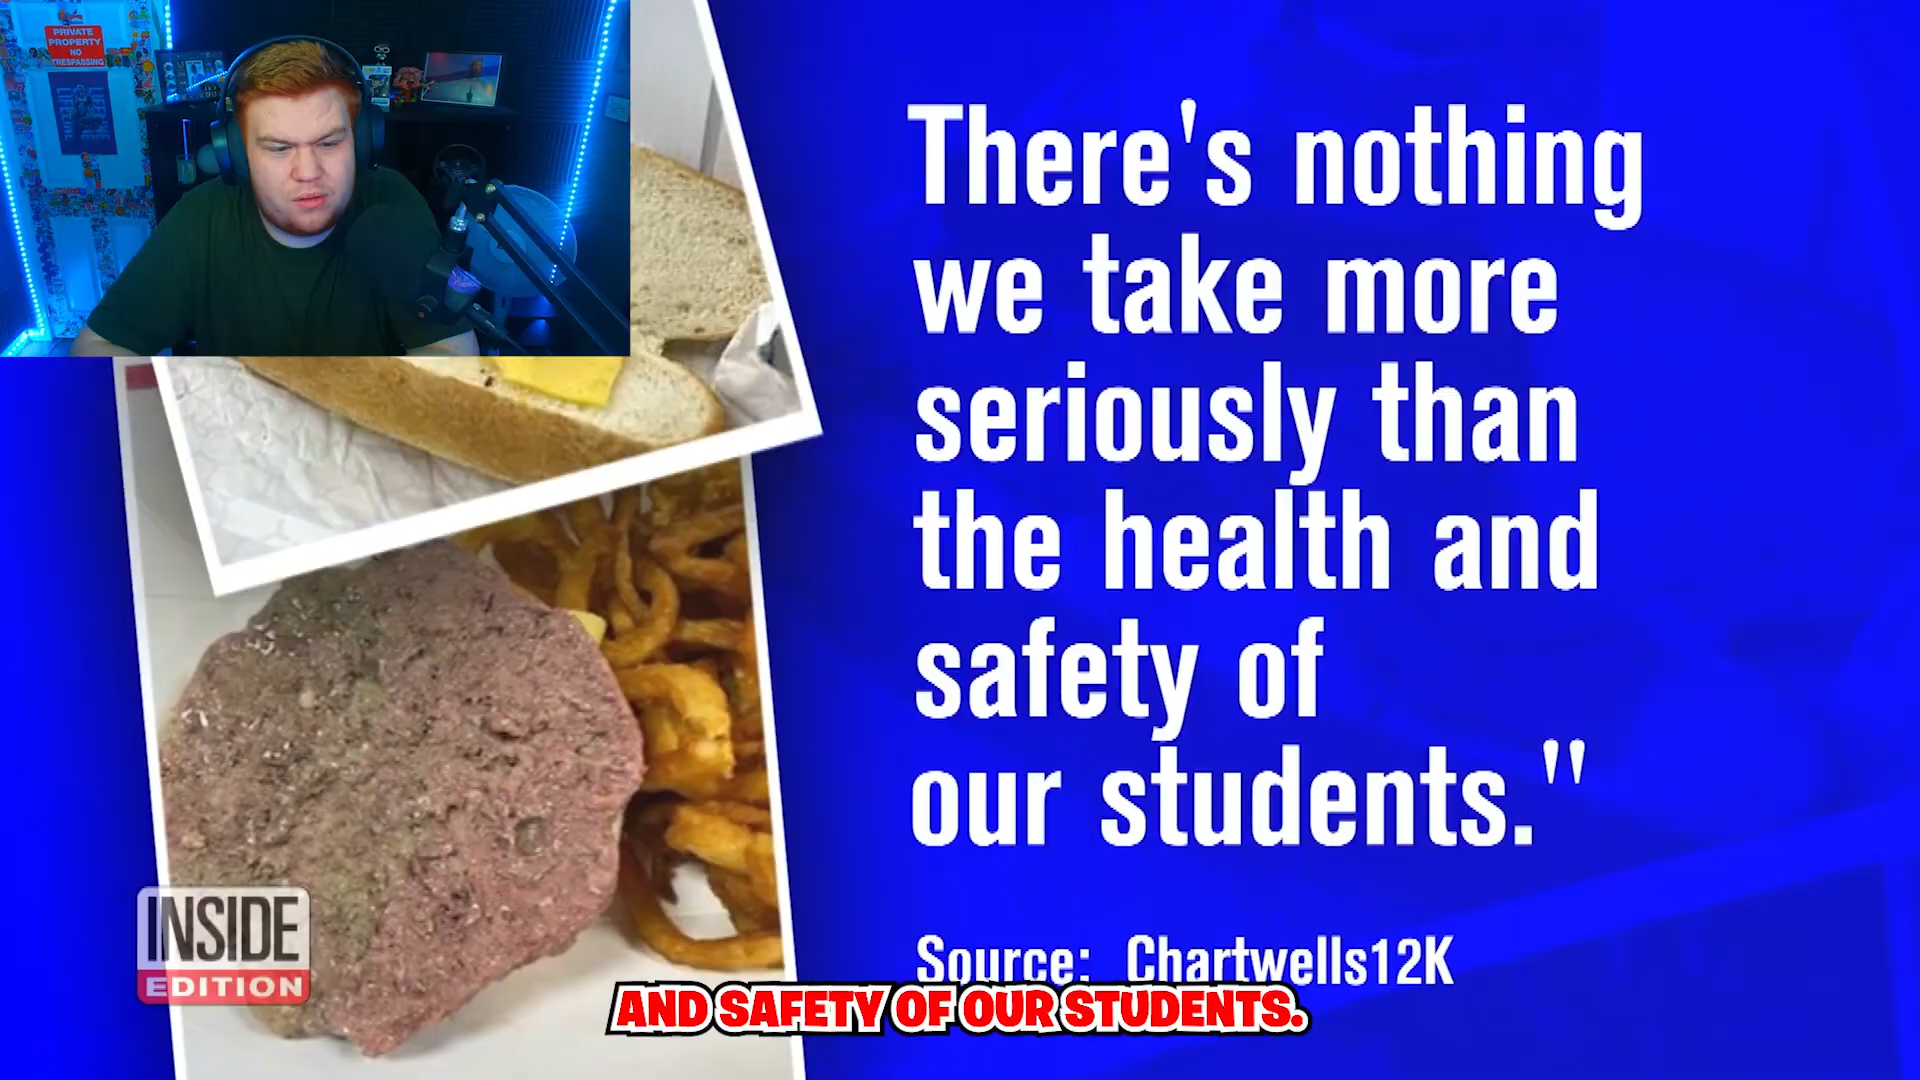 PRIVATE
PROPERTY
NO
TRESPASSING
There's nothing
we take more
seriously than
the health and
safety of
our students."
Source: Chartwells12K
INSIDE
EDITION
AND SAFETY OF OUR STUDENTS.